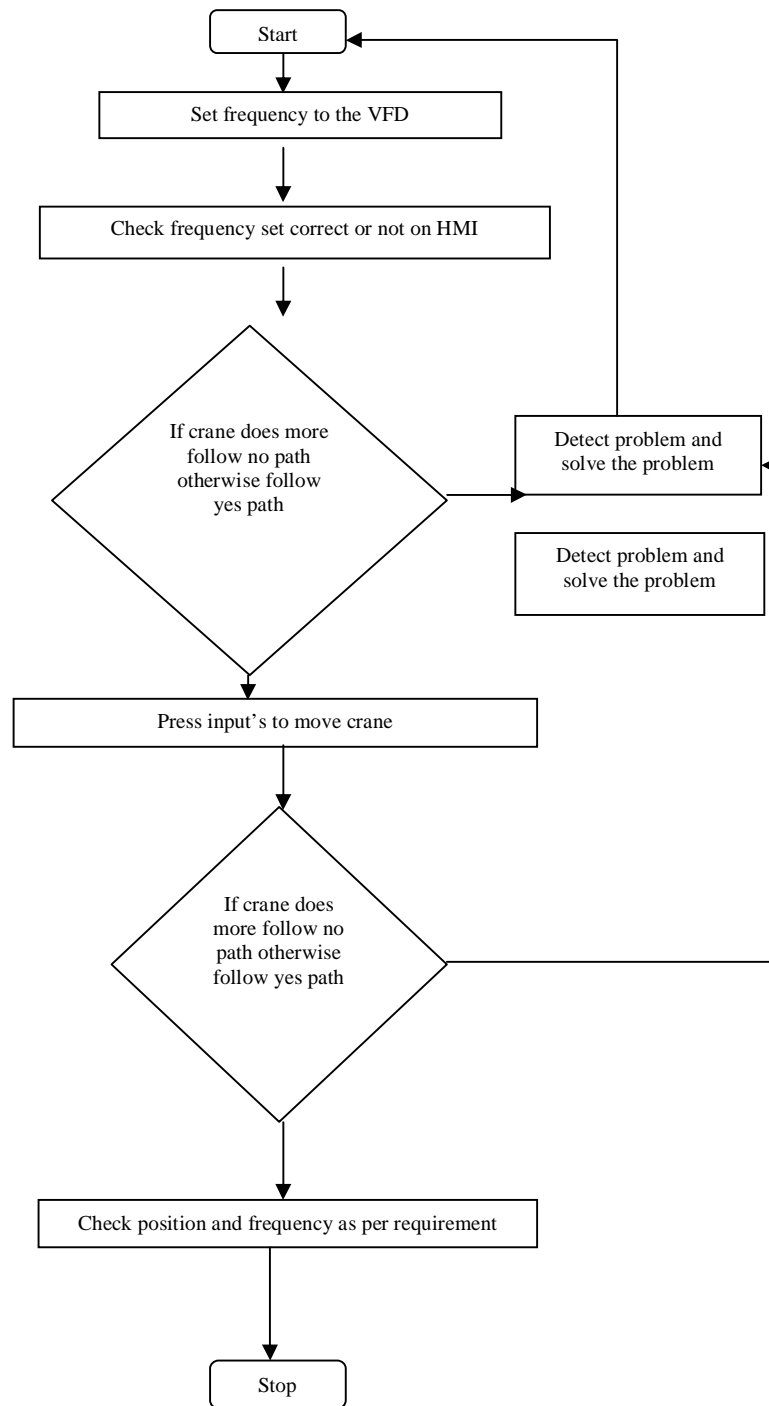 Start
Set frequency to the VFD
Check frequency set correct or not on HMI
If crane does more
follow no path
otherwise follow
yes path
Detect problem and
solve the problem
Detect problem and
solve the problem
Press input’s to move crane
If crane does
more follow no
path otherwise
follow yes path
Check position and frequency as per requirement
Stop